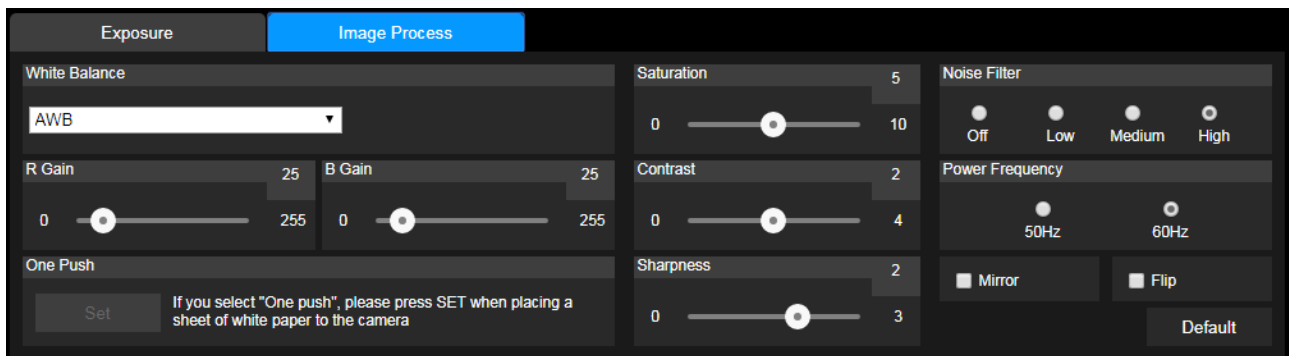 Exposure
Image Process
White Balance
AWB
R Gain
25
0
255
B Gain
25
0
255
One Push
Set
If you select "One push", please press SET when placing a
sheet of white paper to the camera
Saturation
5
0
10
Contrast
2
0
4
Sharpness
2
0
3
Noise Filter
Off
Low
Medium
High
Power Frequency
50Hz
60Hz
Mirror
Flip
Default